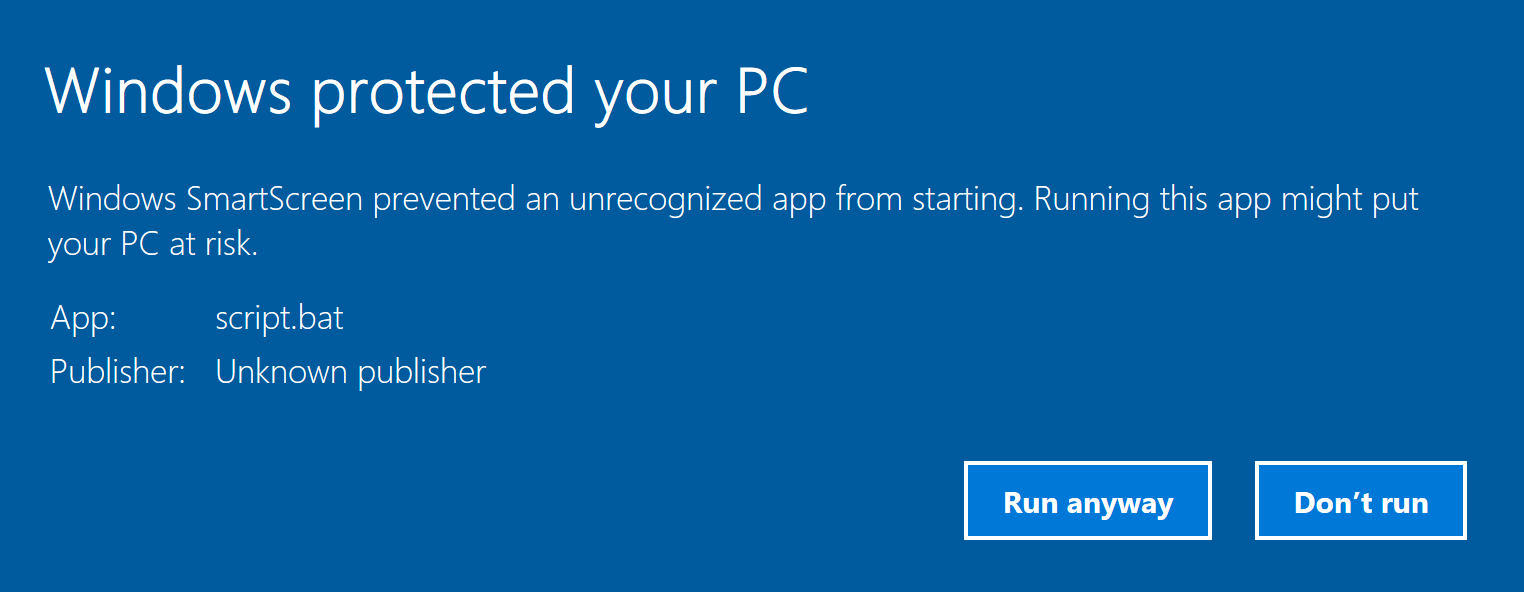 Windows protected your PC
Windows SmartScreen prevented an unrecognized app from starting. Running this app might put
your PC at risk.
App: script.bat
Publisher: Unknown publisher
Run anyway Don’t run